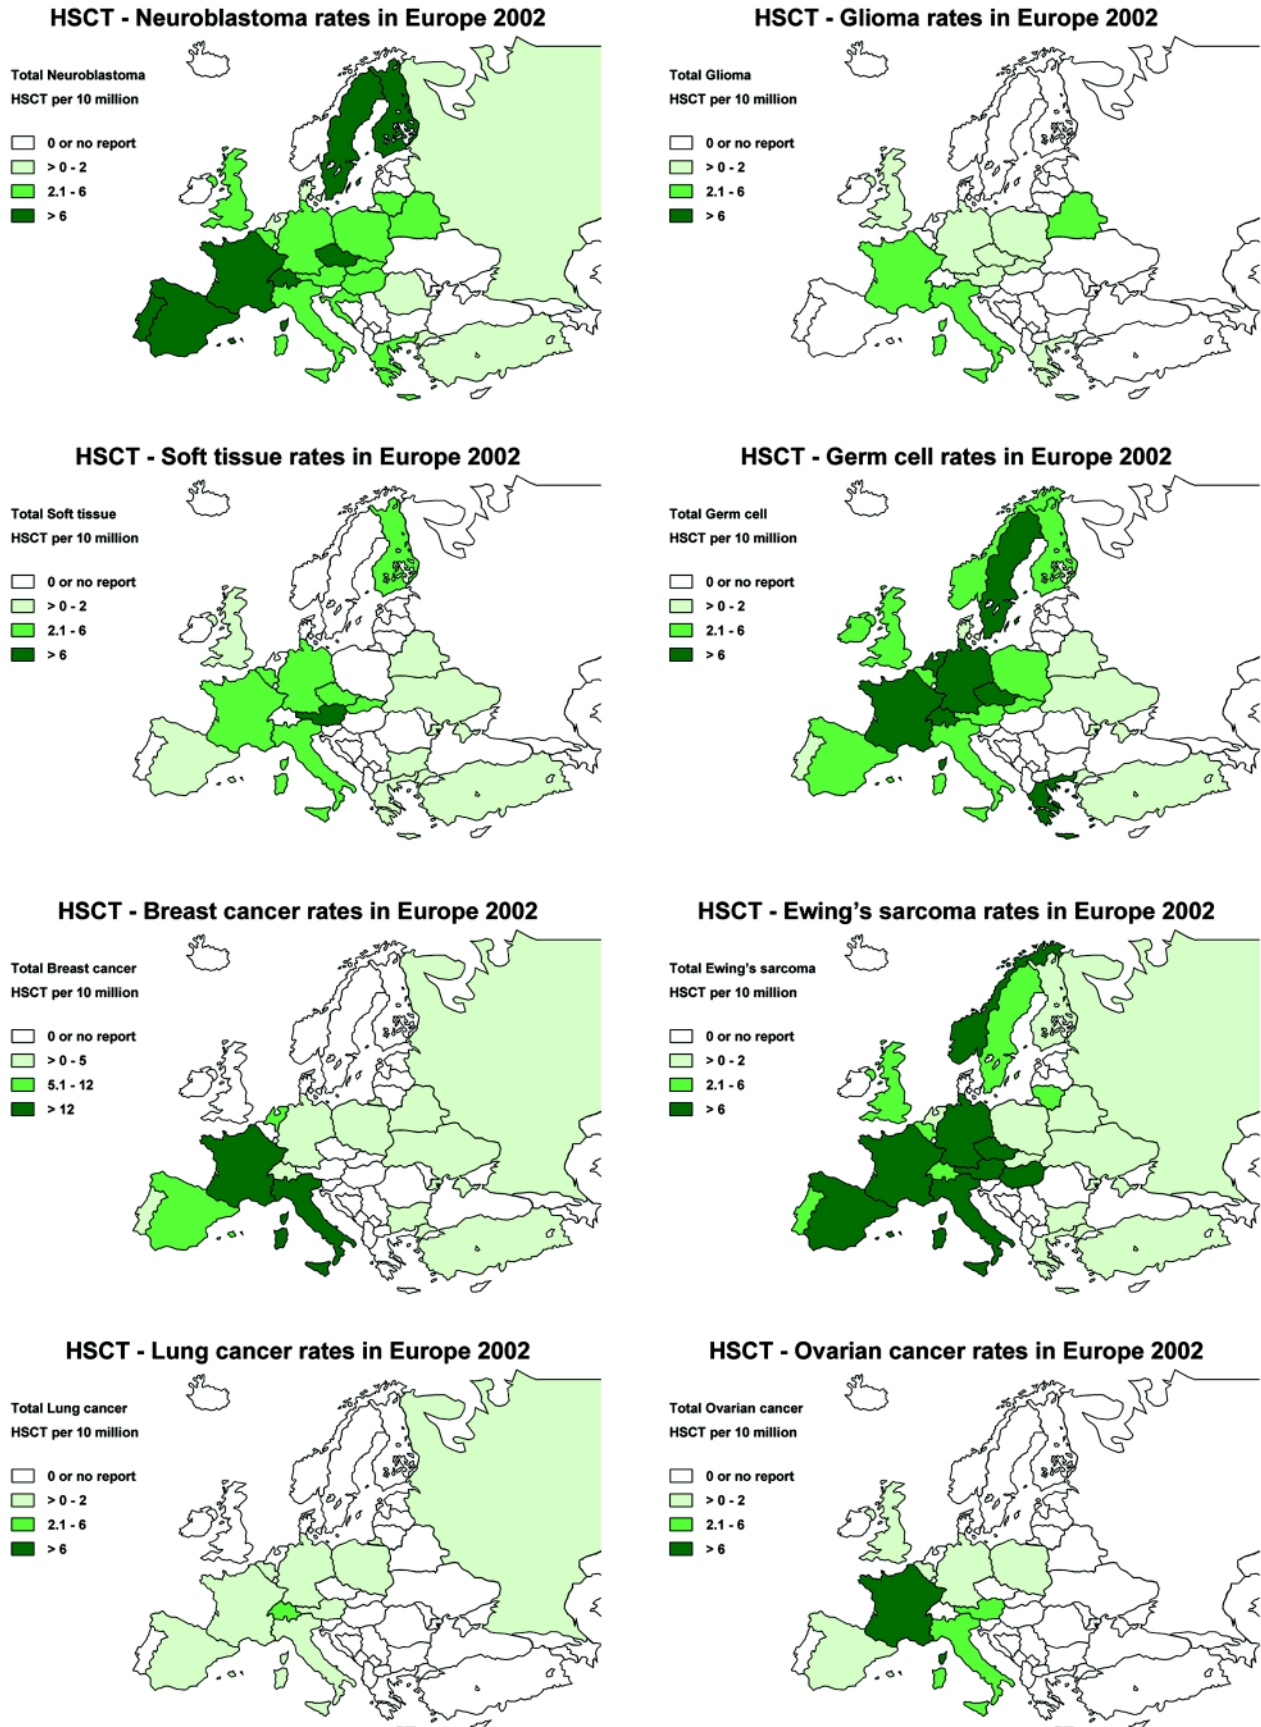 HSCT - Neuroblastoma rates in Europe 2002
Total Neuroblastoma
HSCT per 10 million
0 or no report
> 0 - 2
2.1 - 6
> 6
HSCT - Glioma rates in Europe 2002
Total Glioma
HSCT per 10 million
0 or no report
> 0 - 2
2.1 - 6
> 6
HSCT - Soft tissue rates in Europe 2002
Total Soft tissue
HSCT per 10 million
0 or no report
> 0 - 2
2.1 - 6
> 6
HSCT - Germ cell rates in Europe 2002
Total Germ cell
HSCT per 10 million
0 or no report
> 0 - 2
2.1 - 6
> 6
HSCT - Breast cancer rates in Europe 2002
Total Breast cancer
HSCT per 10 million
0 or no report
> 0 - 5
5.1 - 12
> 12
HSCT - Ewing's sarcoma rates in Europe 2002
Total Ewing's sarcoma
HSCT per 10 million
0 or no report
> 0 - 2
2.1 - 6
> 6
HSCT - Lung cancer rates in Europe 2002
Total Lung cancer
HSCT per 10 million
0 or no report
> 0 - 2
2.1 - 6
> 6
HSCT - Ovarian cancer rates in Europe 2002
Total Ovarian cancer
HSCT per 10 million
0 or no report
> 0 - 2
2.1 - 6
> 6